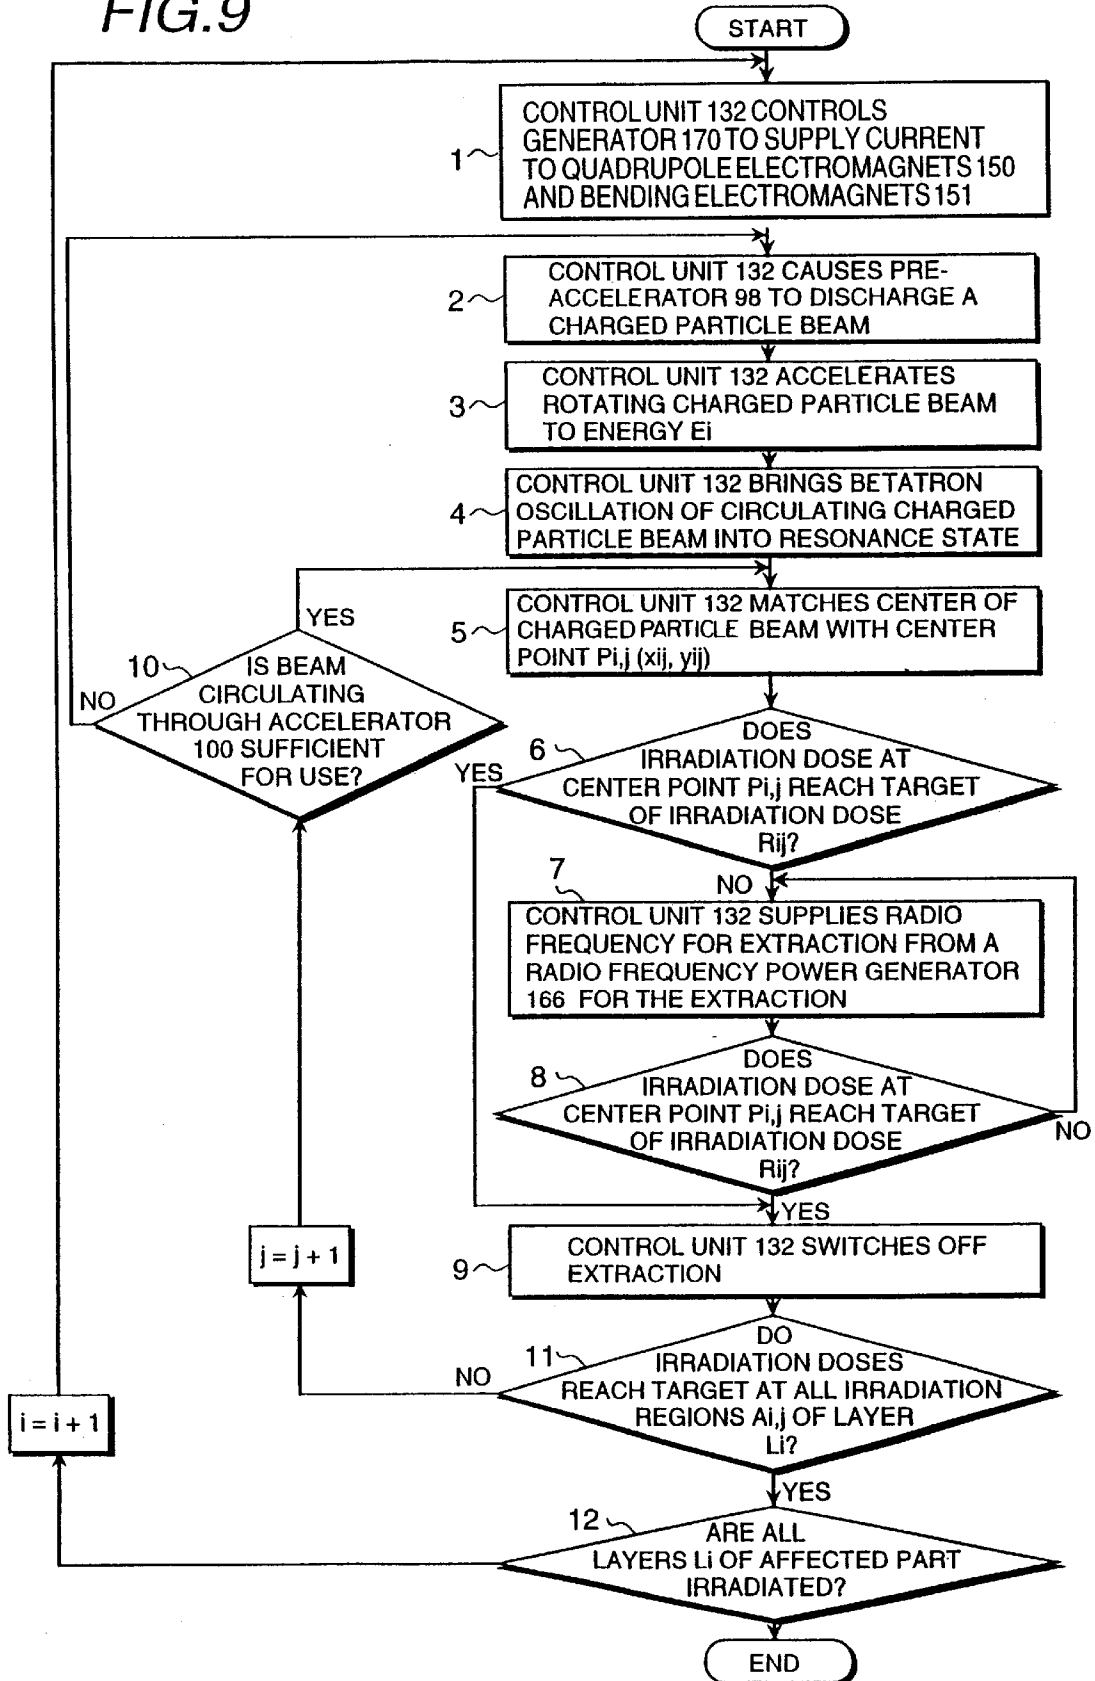 FIG.9
START
1
CONTROL UNIT 132 CONTROLS
GENERATOR 170 TO SUPPLY CURRENT
TO QUADRUPOLE ELECTROMAGNETS 150
AND BENDING ELECTROMAGNETS 151
2
CONTROL UNIT 132 CAUSES PRE-
ACCELERATOR 98 TO DISCHARGE A
CHARGED PARTICLE BEAM
3
CONTROL UNIT 132 ACCELERATES
ROTATING CHARGED PARTICLE BEAM
TO ENERGY Ei
4
CONTROL UNIT 132 BRINGS BETATRON
OSCILLATION OF CIRCULATING CHARGED
PARTICLE BEAM INTO RESONANCE STATE
5
CONTROL UNIT 132 MATCHES CENTER OF
CHARGED PARTICLE BEAM WITH CENTER
POINT Pi,j (xij, yij)
YES
10
NO
IS BEAM
CIRCULATING
THROUGH ACCELERATOR
100 SUFFICIENT
FOR USE?
6
YES
DOES
IRRADIATION DOSE AT
CENTER POINT Pi,j REACH TARGET
OF IRRADIATION DOSE
Rij?
NO
7
CONTROL UNIT 132 SUPPLIES RADIO
FREQUENCY FOR EXTRACTION FROM A
RADIO FREQUENCY POWER GENERATOR
166 FOR THE EXTRACTION
8
DOES
IRRADIATION DOSE AT
CENTER POINT Pi,j REACH TARGET
OF IRRADIATION DOSE
Rij?
NO
YES
9
CONTROL UNIT 132 SWITCHES OFF
EXTRACTION
j = j + 1
11
NO
DO
IRRADIATION DOSES
REACH TARGET AT ALL IRRADIATION
REGIONS Ai,j OF LAYER
Li?
i = i + 1
YES
12
ARE ALL
LAYERS Li OF AFFECTED PART
IRRADIATED?
END